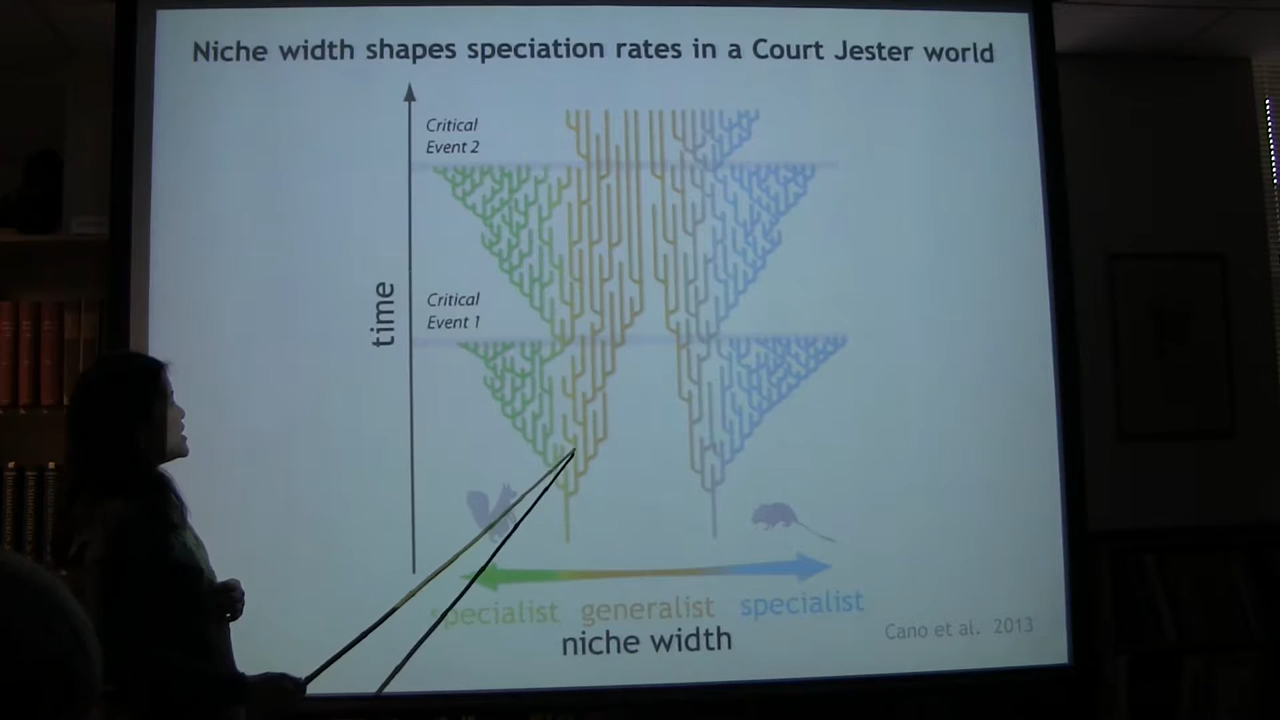 Niche width shapes speciation rates in a Court Jester world
Critical
Event 2
Critical
Event 1
time
specialist generalist specialist
niche width
Cano et al. 2013